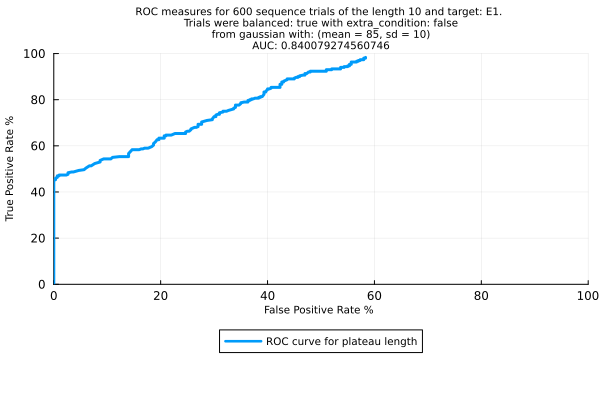 ROC measures for 600 sequence trials of the length 10 and target: E1.
Trials were balanced: true with extra_condition: false
from gaussian with: (mean = 85, sd = 10)
AUC: 0.840079274560746
100
80
60
40
20
0
True Positive Rate %
0 20 40 60 80 100
False Positive Rate %
ROC curve for plateau length